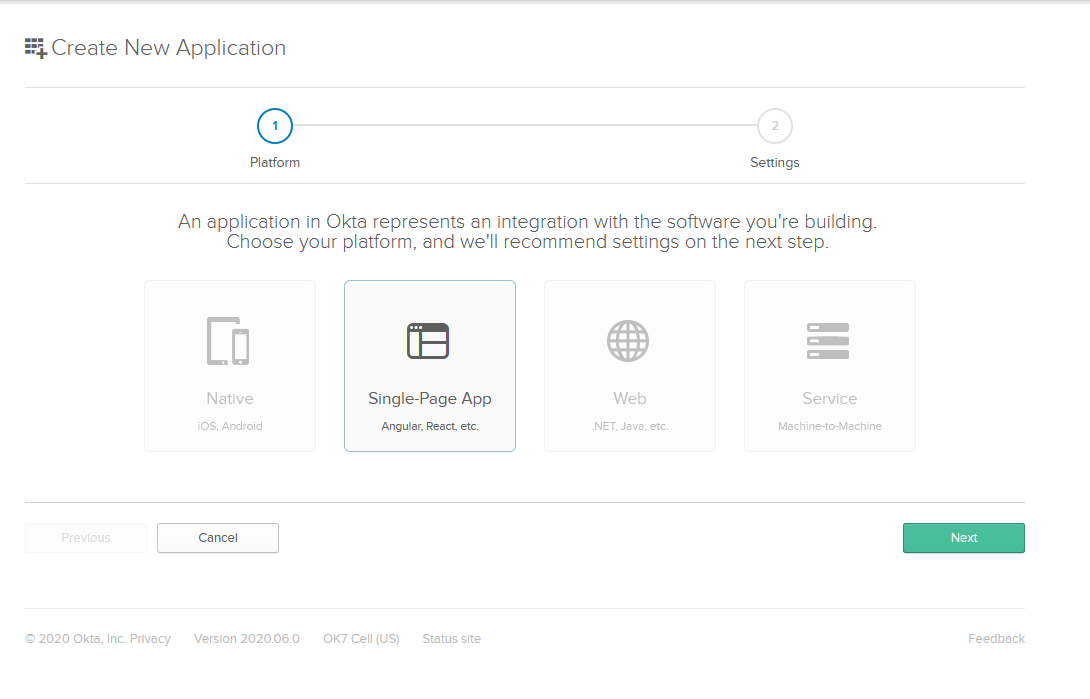 Create New Application
1
2
Platform
Settings
An application in Okta represents an integration with the software you're building.
Choose your platform, and we'll recommend settings on the next step.
Native
iOS, Android
Single-Page App
Angular, React, etc.
Web
.NET, Java, etc.
Service
Machine-to-Machine
Previous
Cancel
Next
© 2020 Okta, Inc. Privacy Version 2020.06.0 OK7 Cell (US) Status site Feedback